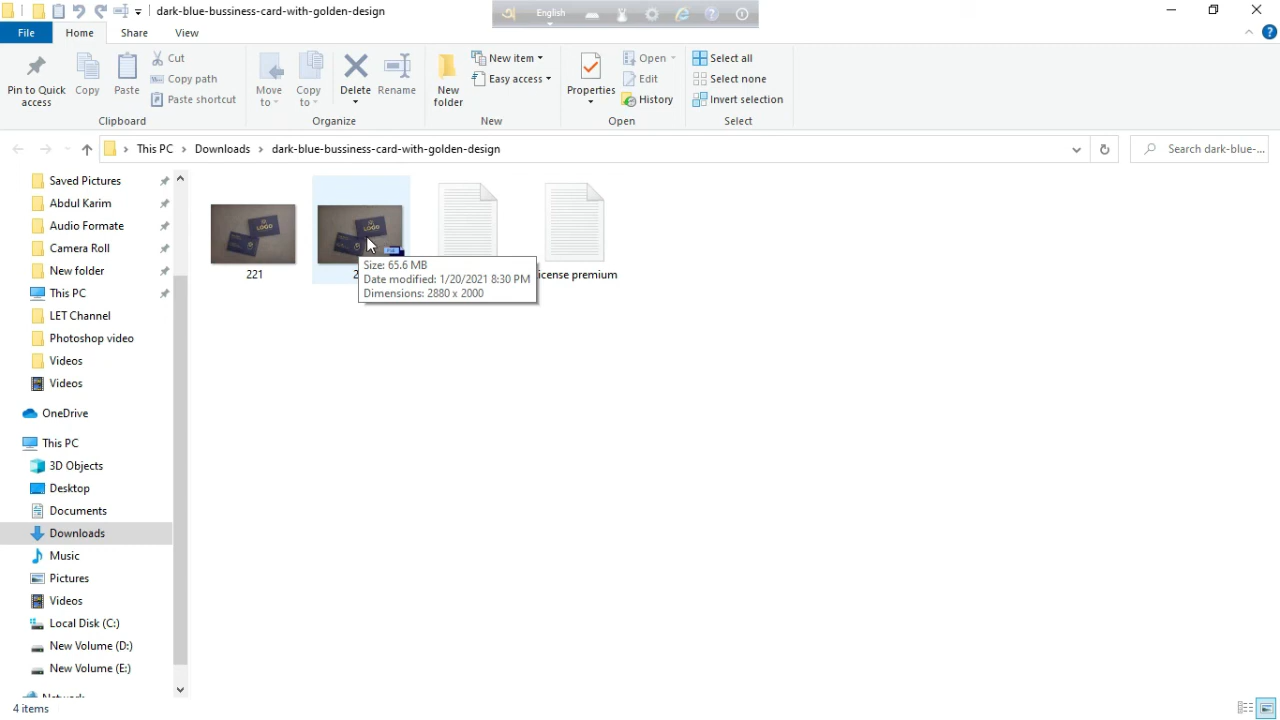 dark-blue-bussiness-card-with-golden-design
English
File
Home
Share
View
Pin to Quick access
Copy
Paste
Cut
Copy path
Paste shortcut
Clipboard
Move to
Copy to
Delete
Rename
Organize
New folder
New item
Easy access
New
Properties
Open
Edit
History
Open
Select all
Select none
Invert selection
Select
This PC
Downloads
dark-blue-bussiness-card-with-golden-design
Search dark-blue-...
Saved Pictures
Abdul Karim
Audio Formate
Camera Roll
New folder
This PC
LET Channel
Photoshop video
Videos
Videos
OneDrive
This PC
3D Objects
Desktop
Documents
Downloads
Music
Pictures
Videos
Local Disk (C:)
New Volume (D:)
New Volume (E:)
Network
LOGO
221
LOGO
Size: 65.6 MB
Date modified: 1/20/2021 8:30 PM
Dimensions: 2880 x 2000
icense premium
4 items